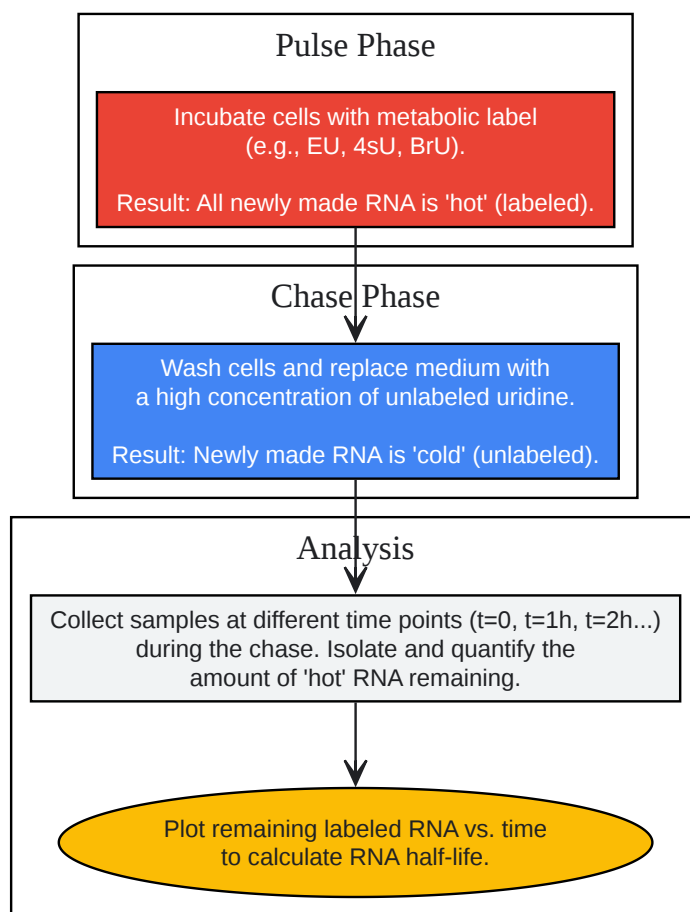 Pulse Phase
Incubate cells with metabolic label
(e.g., EU, 4sU, BrU).
Result: All newly made RNA is 'hot' (labeled).
Chase Phase
Wash cells and replace medium with
a high concentration of unlabeled uridine.
Result: Newly made RNA is 'cold' (unlabeled).
Analysis
Collect samples at different time points (t=0, t=1h, t=2h...)
during the chase. Isolate and quantify the
amount of 'hot' RNA remaining.
Plot remaining labeled RNA vs. time
to calculate RNA half-life.